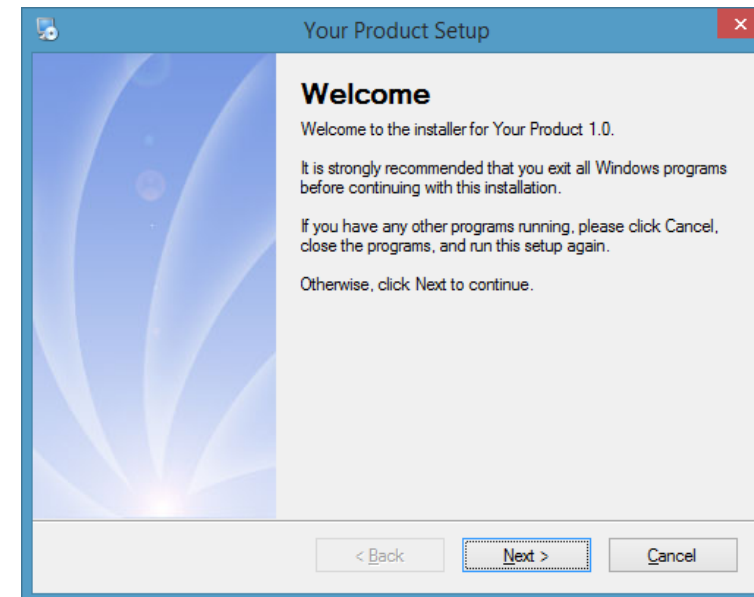 Your Product Setup
Welcome
Welcome to the installer for Your Product 1.0.
It is strongly recommended that you exit all Windows programs
before continuing with this installation.
If you have any other programs running, please click Cancel,
close the programs, and run this setup again.
Otherwise, click Next to continue.
< Back Next > Cancel